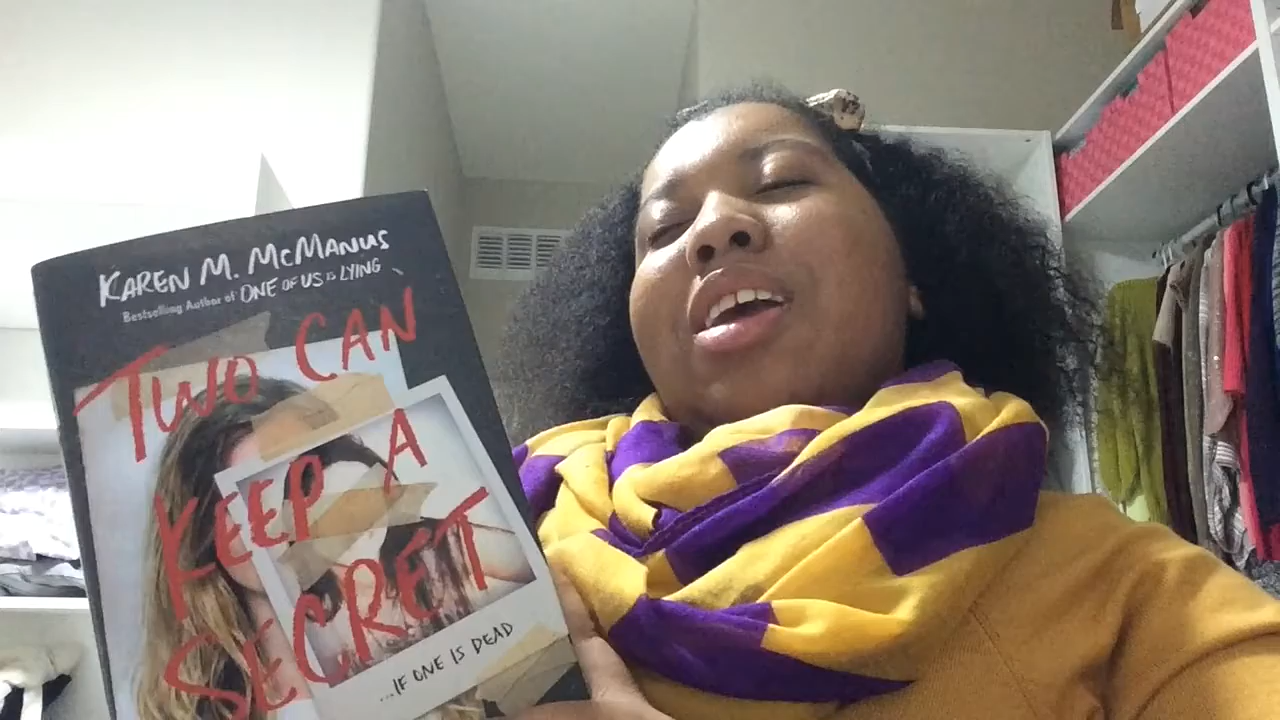 KAREN M. MCMANUS
Bestselling Author of ONE OF US IS LYING
TWO CAN
KEEP A
SECRET
...IF ONE IS DEAD